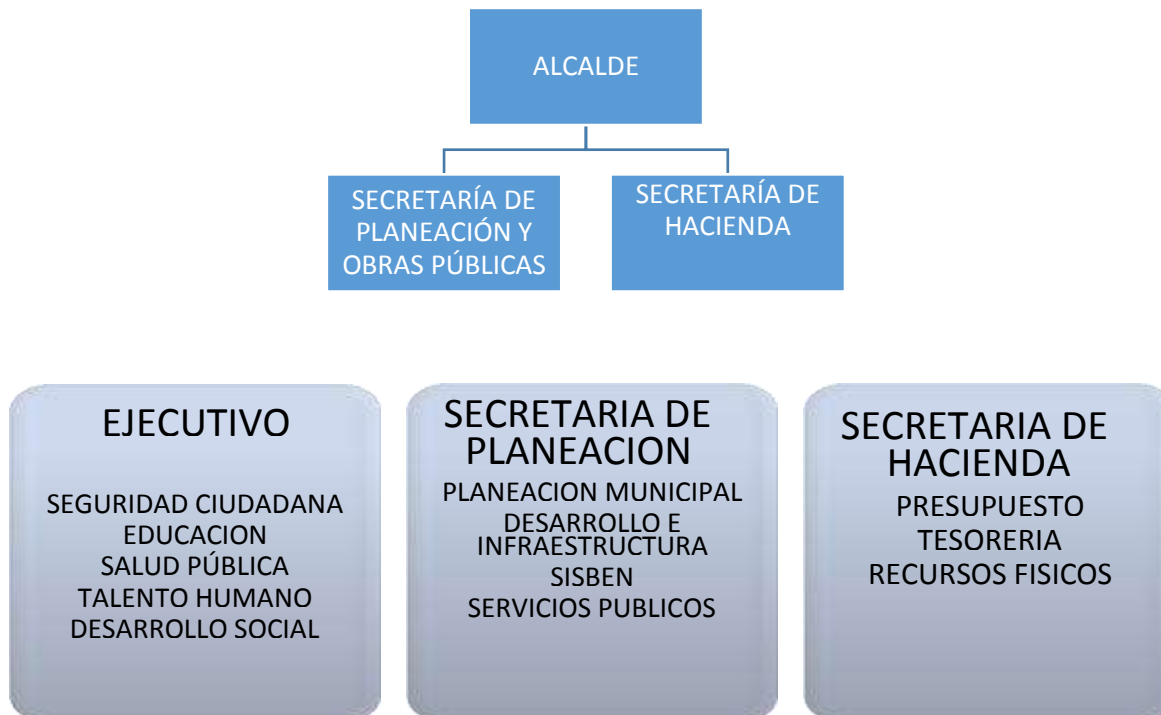 ALCALDE
SECRETARÍA DE
PLANEACIÓN Y
OBRAS PÚBLICAS
SECRETARÍA DE
HACIENDA
EJECUTIVO
SEGURIDAD CIUDADANA
EDUCACION
SALUD PÚBLICA
TALENTO HUMANO
DESARROLLO SOCIAL
SECRETARIA DE
PLANEACION
PLANEACION MUNICIPAL
DESARROLLO E
INFRAESTRUCTURA
SISBEN
SERVICIOS PUBLICOS
SECRETARIA DE
HACIENDA
PRESUPUESTO
TESORERIA
RECURSOS FISICOS